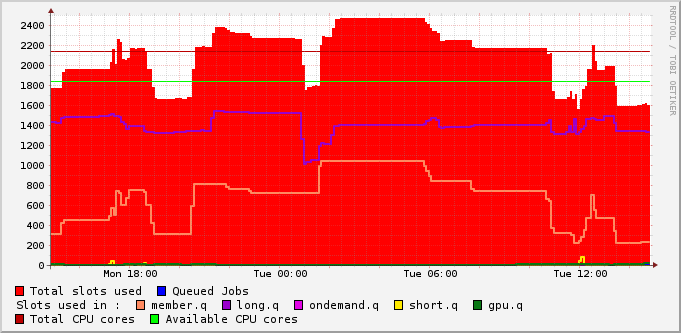 2400
2200
2000
1800
1600
1400
1200
1000
800
600
400
200
0
Mon 18:00 Tue 00:00 Tue 06:00 Tue 12:00
Total slots used Queued Jobs
Slots used in : member.q long.q ondemand.q short.q gpu.q
Total CPU cores Available CPU cores
RRDTOOL / TOBI OETIKER